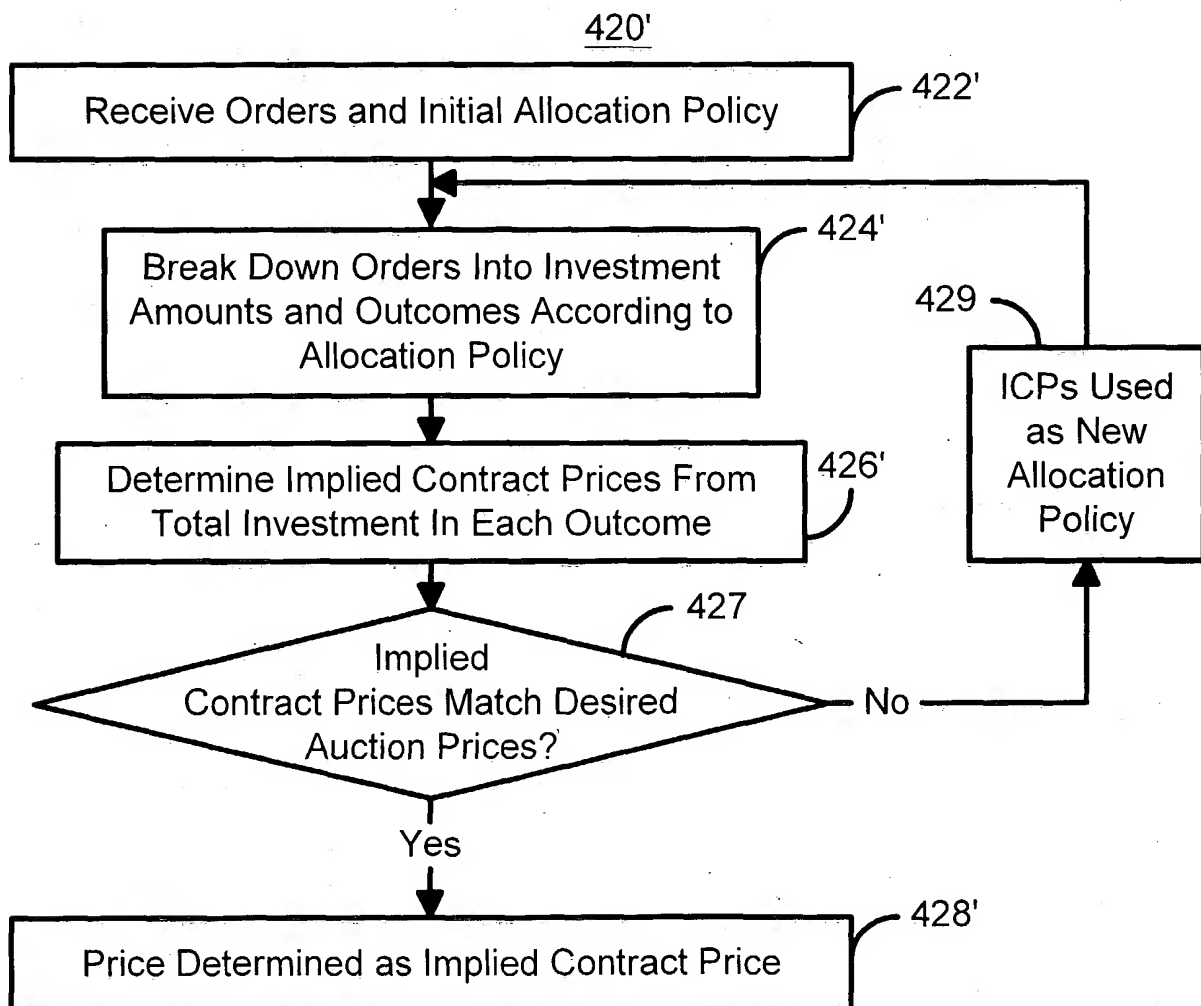 420'
Receive Orders and Initial Allocation Policy
422'
Break Down Orders Into Investment
Amounts and Outcomes According to
Allocation Policy
424'
429
ICPs Used
as New
Allocation
Policy
Determine Implied Contract Prices From
Total Investment In Each Outcome
426'
427
Implied
Contract Prices Match Desired
Auction Prices?
No
Yes
428'
Price Determined as Implied Contract Price